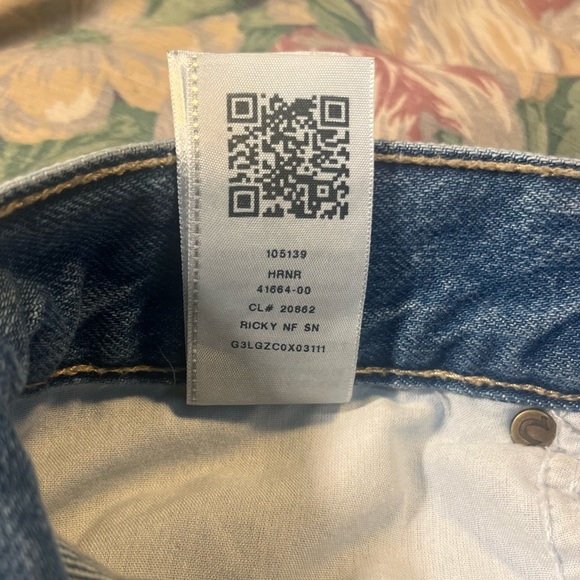 105139
HRNR
41664-00
CL# 20862
RICKY NF SN
G3LGZC0X03111